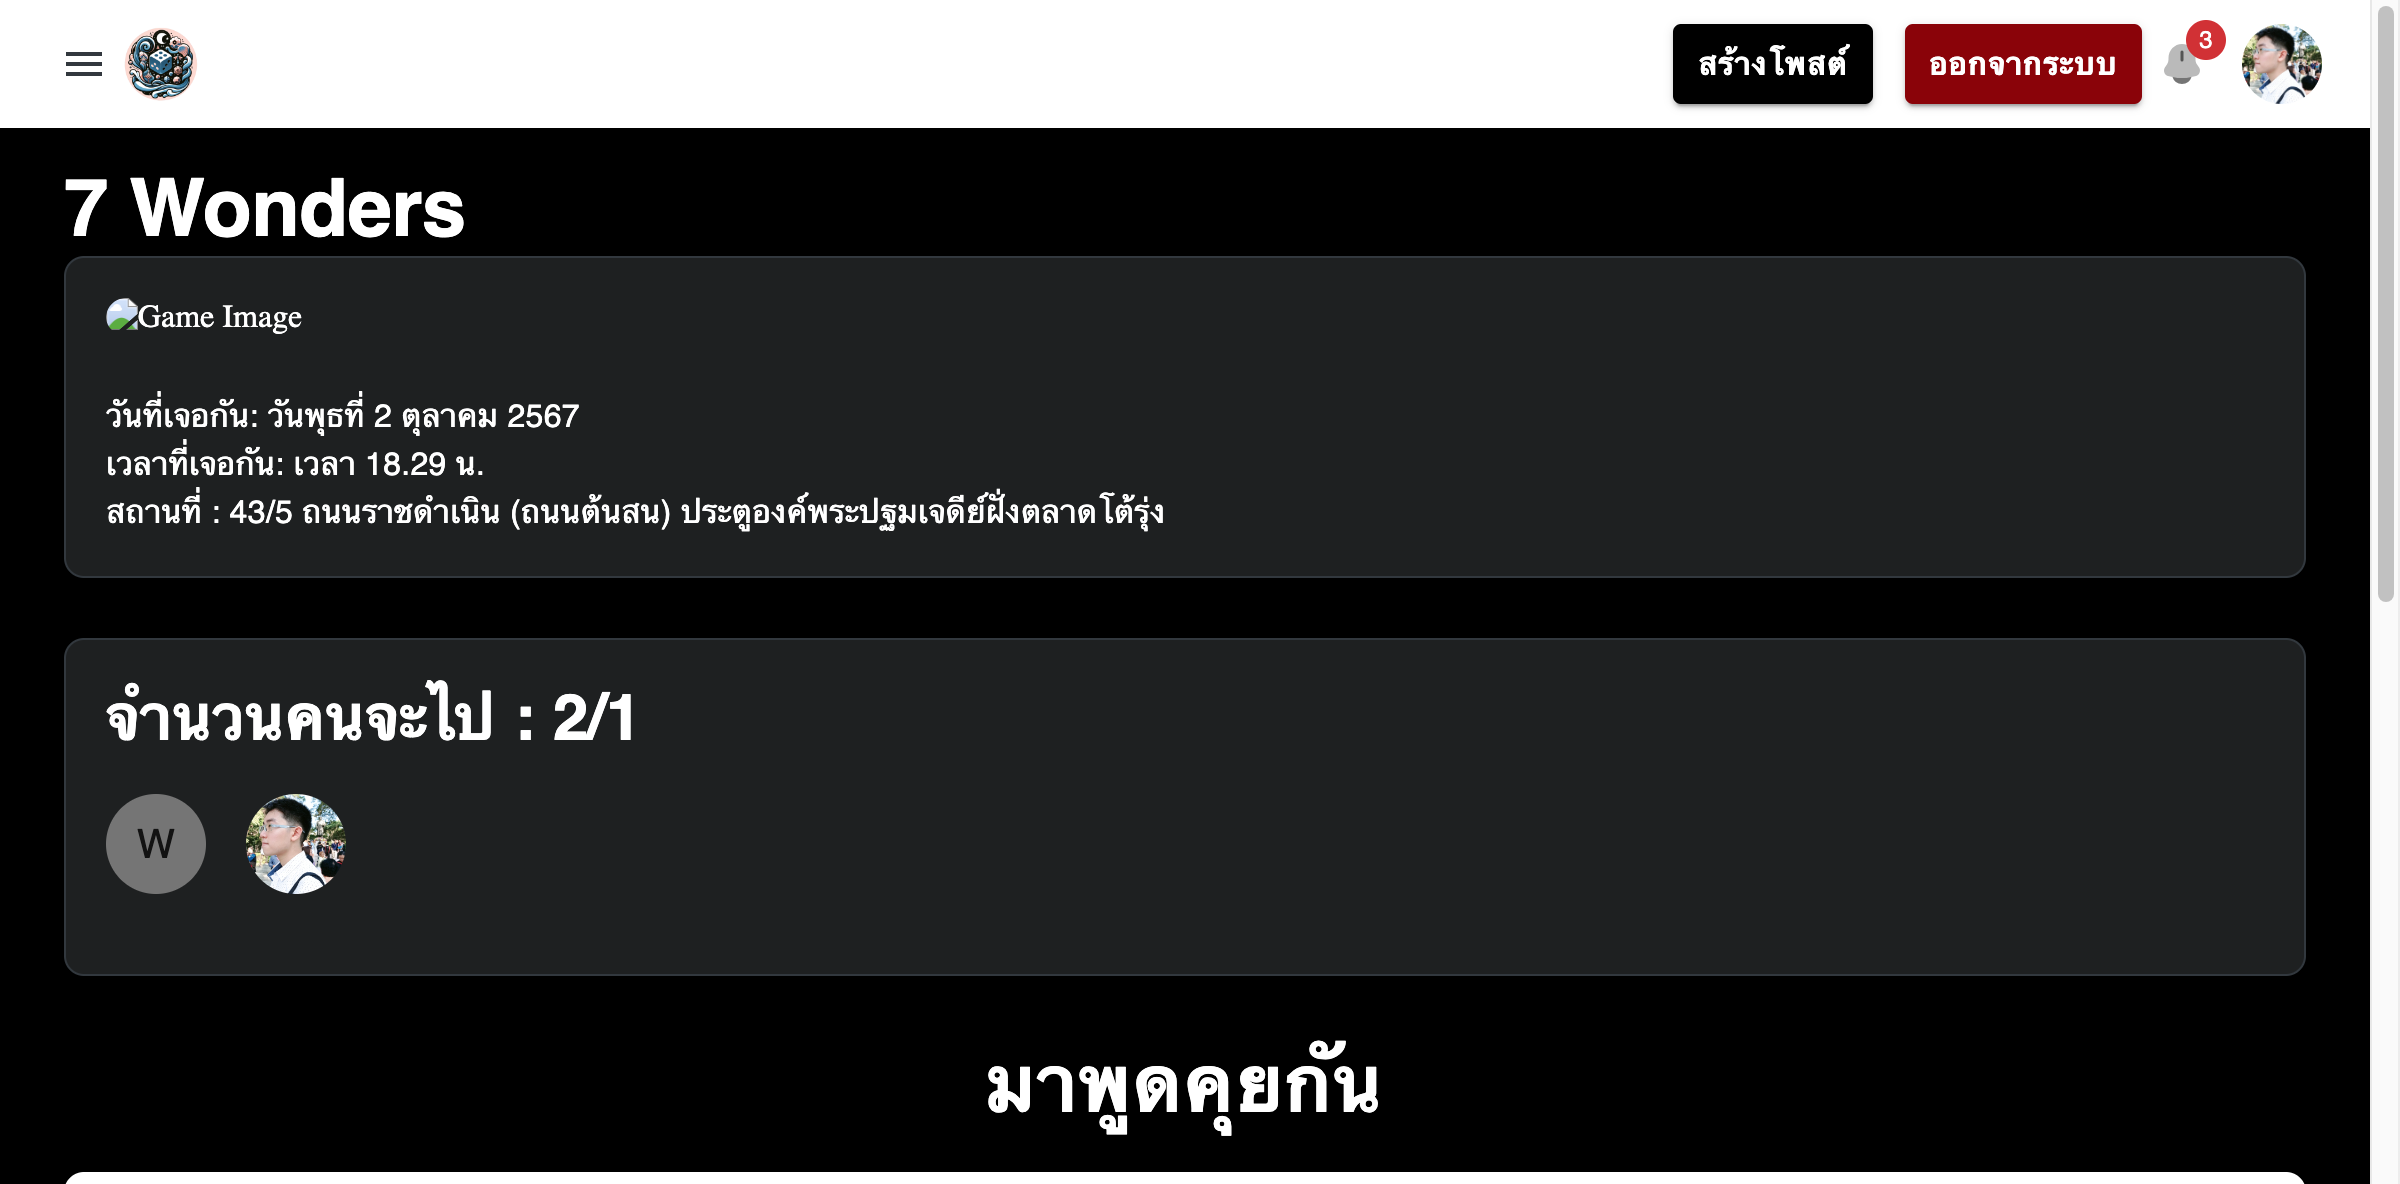 สร้างโพสต์
ออกจากระบบ
3
7 Wonders
Game Image
วันที่เจอกัน: วันพุธที่ 2 ตุลาคม 2567
เวลาที่เจอกัน: เวลา 18.29 น.
สถานที่ : 43/5 ถนนราชดำเนิน (ถนนต้นสน) ประตูองค์พระปฐมเจดีย์ฝั่งตลาดโต้รุ่ง
จำนวนคนจะไป : 2/1
W
มาพูดคุยกัน